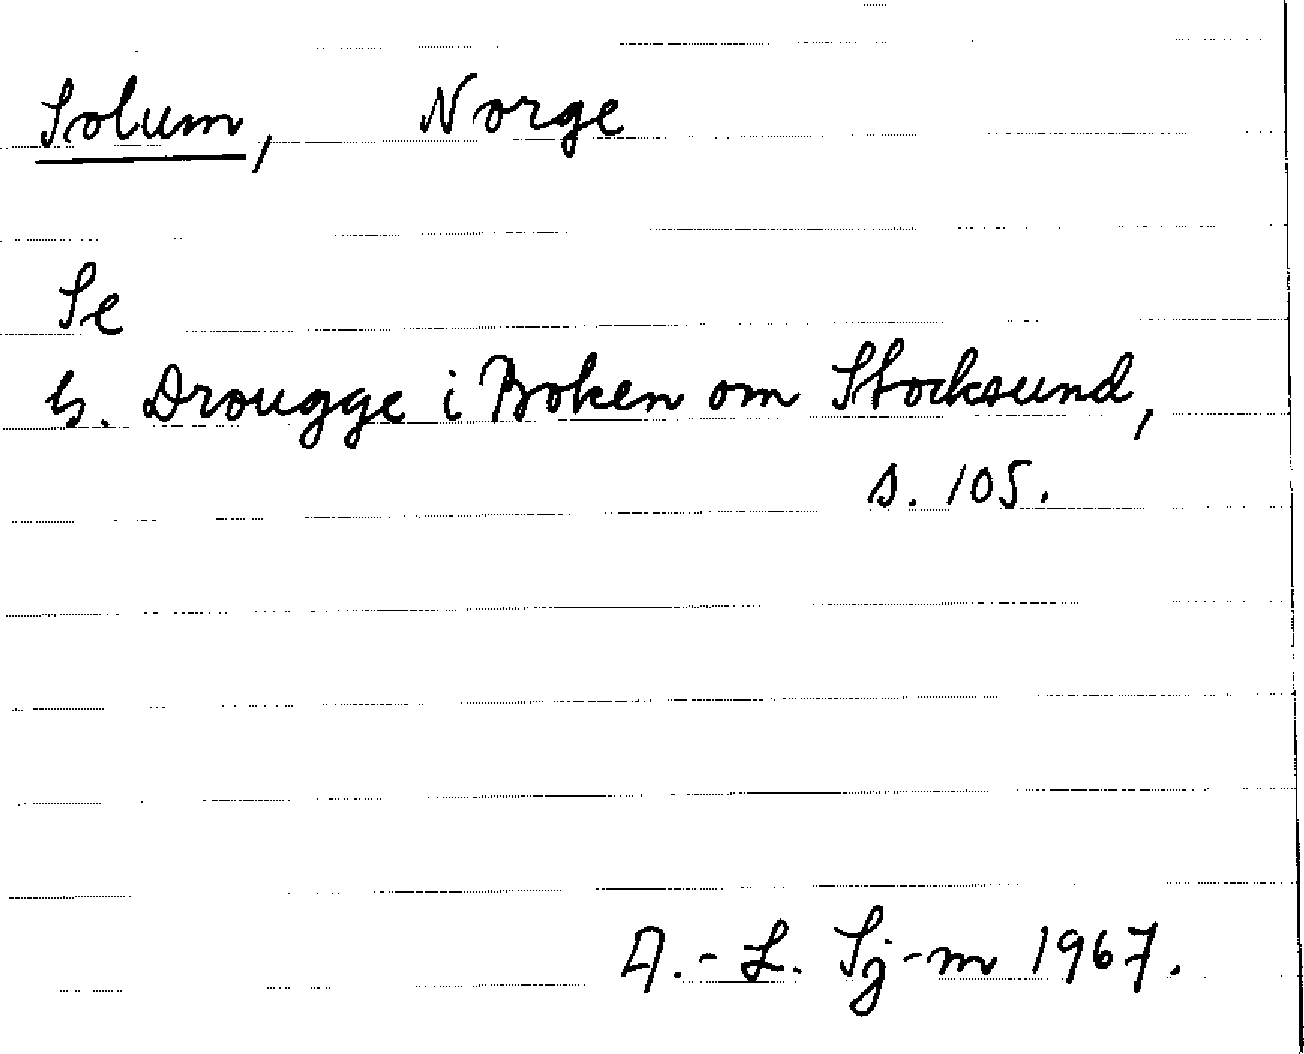 Solum, Norge
Se
G. Drougge i Boken om Stocksund,
s. 105.
A.-L. Sj-m 1967.